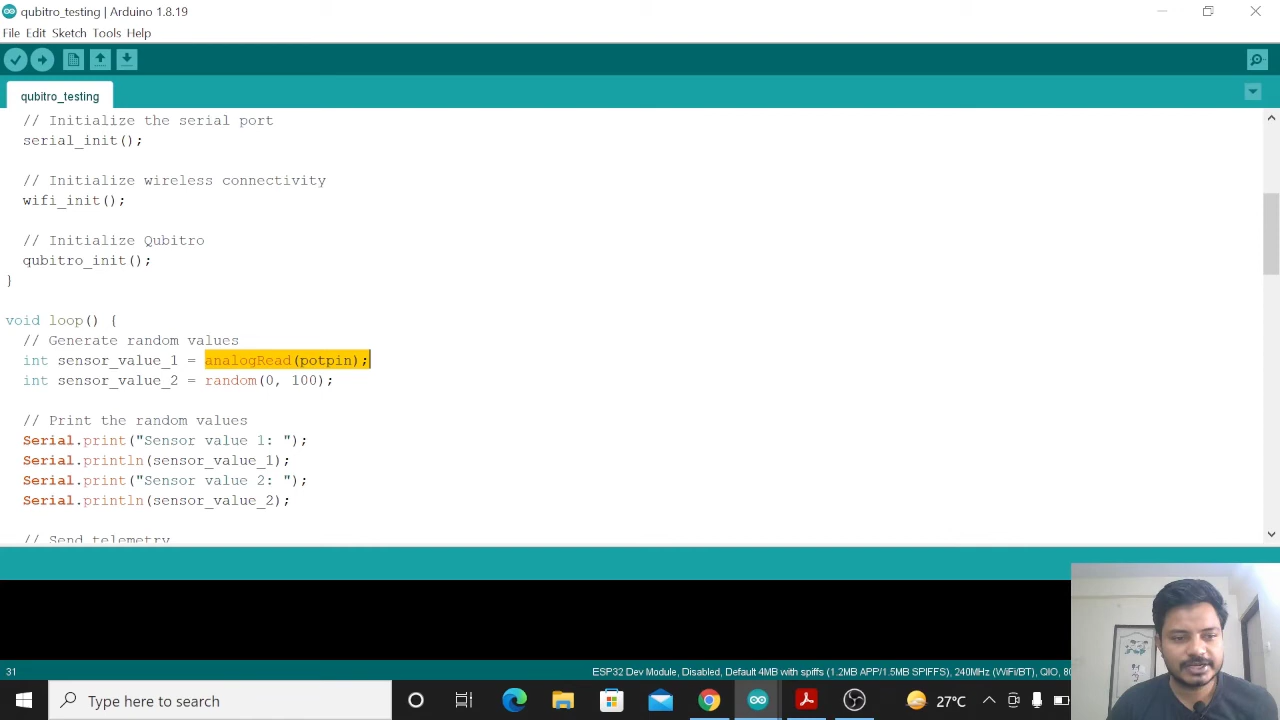 qubitro_testing | Arduino 1.8.19
File Edit Sketch Tools Help
qubitro_testing
// Initialize the serial port
serial_init();
// Initialize wireless connectivity
wifi_init();
// Initialize Qubitro
qubitro_init();
}
void loop() {
// Generate random values
int sensor_value_1 = analogRead(potpin);
int sensor_value_2 = random(0, 100);
// Print the random values
Serial.print("Sensor value 1: ");
Serial.println(sensor_value_1);
Serial.print("Sensor value 2: ");
Serial.println(sensor_value_2);
// Send telemetry
31
ESP32 Dev Module, Disabled, Default 4MB with spiffs (1.2MB APP/1.5MB SPIFFS), 240MHz (WiFi/BT), QIO, 80
Type here to search
27°C